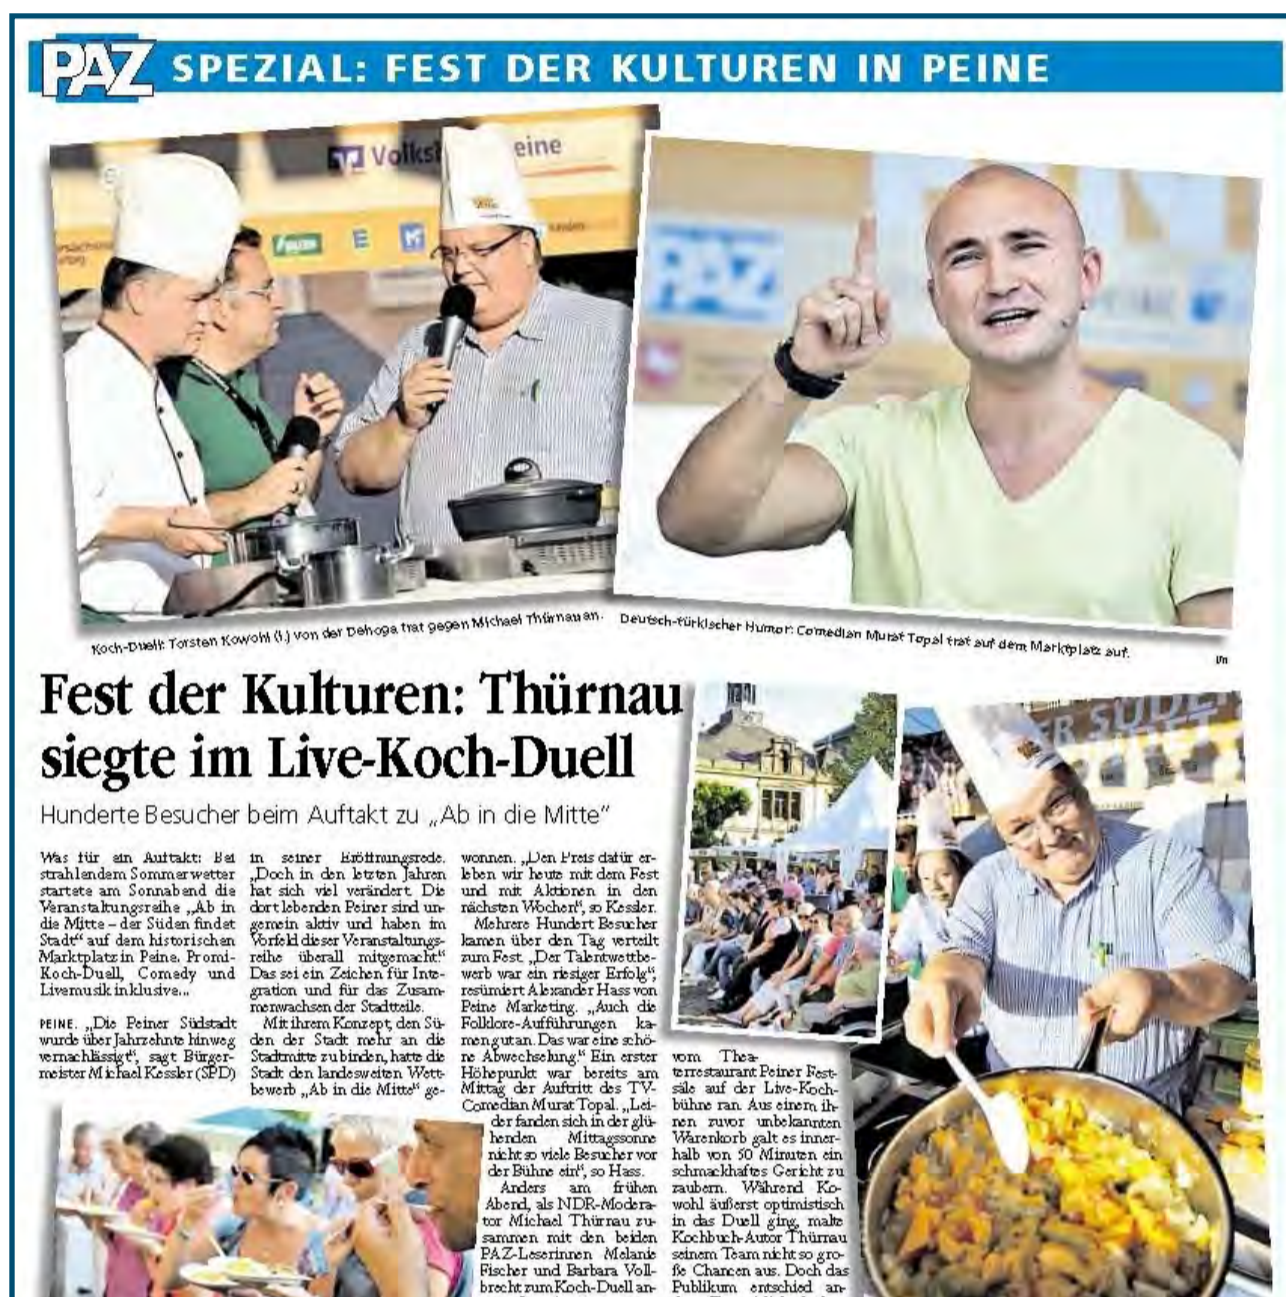 PAZ SPEZIAL: FEST DER KULTUREN IN PEINE
Volksb eine
PAZ
Koch-Duell: Torsten Kowohl (l.) von der Dehoga trat gegen Michael Thürnau an.
Deutsch-türkischer Humor: Comedian Murat Topal trat auf dem Marktplatz auf.
Fest der Kulturen: Thürnau
siegte im Live-Koch-Duell
Hunderte Besucher beim Auftakt zu „Ab in die Mitte“
Was für ein Auftakt: Bei
strahlendem Sommerwetter
startete am Sonnabend die
Veranstaltungsreihe „Ab in
die Mitte – der Süden findet
Stadt“ auf dem historischen
Marktplatz in Peine. Promi-
Koch-Duell, Comedy und
Livemusik inklusive...
PEINE. „Die Peiner Südstadt
wurde über Jahrzehnte hinweg
vernachlässigt“, sagt Bürger-
meister Michael Kessler (SPD)
in seiner Eröffnungsrede.
„Doch in den letzten Jahren
hat sich viel verändert. Die
dort lebenden Peiner sind un-
gemein aktiv und haben im
Vorfeld dieser Veranstaltungs-
reihe überall mitgemacht.“
Das sei ein Zeichen für Inte-
gration und für das Zusam-
menwachsen der Stadtteile.
Mit ihrem Konzept, den Sü-
den der Stadt mehr an die
Stadtmitte zu binden, hatte die
Stadt den landesweiten Wett-
bewerb „Ab in die Mitte“ ge-
wonnen. „Den Preis dafür er-
leben wir heute mit dem Fest
und mit Aktionen in den
nächsten Wochen“, so Kessler.
Mehrere Hundert Besucher
kamen über den Tag verteilt
zum Fest. „Der Talentwettbe-
werb war ein riesiger Erfolg“,
resümiert Alexander Hass von
Peine Marketing. „Auch die
Folklore-Aufführungen ka-
men gut an. Das war eine schö-
ne Abwechselung.“ Ein erster
Höhepunkt war bereits am
Mittag der Auftritt des TV-
Comedian Murat Topal. „Lei-
der fanden sich in der glü-
henden Mittagssonne
nicht so viele Besucher vor
der Bühne ein“, so Hass.
Anders am frühen
Abend, als NDR-Modera-
tor Michael Thürnau zu-
sammen mit den beiden
PAZ-Leserinnen Melanie
Fischer und Barbara Voll-
brecht zum Koch-Duell an-
vom Thea-
terrestaurant Peiner Fest-
säle auf der Live-Koch-
bühne ran. Aus einem ih-
nen zuvor unbekannten
Warenkorb galt es inner-
halb von 50 Minuten ein
schmackhaftes Gericht zu
zaubern. Während Ko-
wohl äußerst optimistisch
in das Duell ging, malte
Kochbuch-Autor Thürnau
seinem Team nicht so gro-
ße Chancen aus. Doch das
Publikum entschied an-